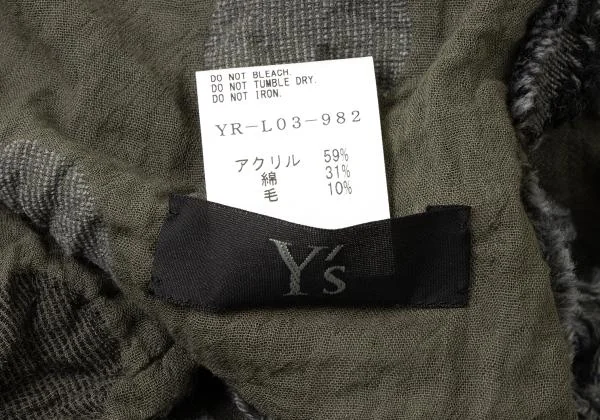 DO NOT BLEACH.
DO NOT TUMBLE DRY.
DO NOT IRON.
YR-L03-982
アクリル 59%
綿 31%
毛 10%
Y's